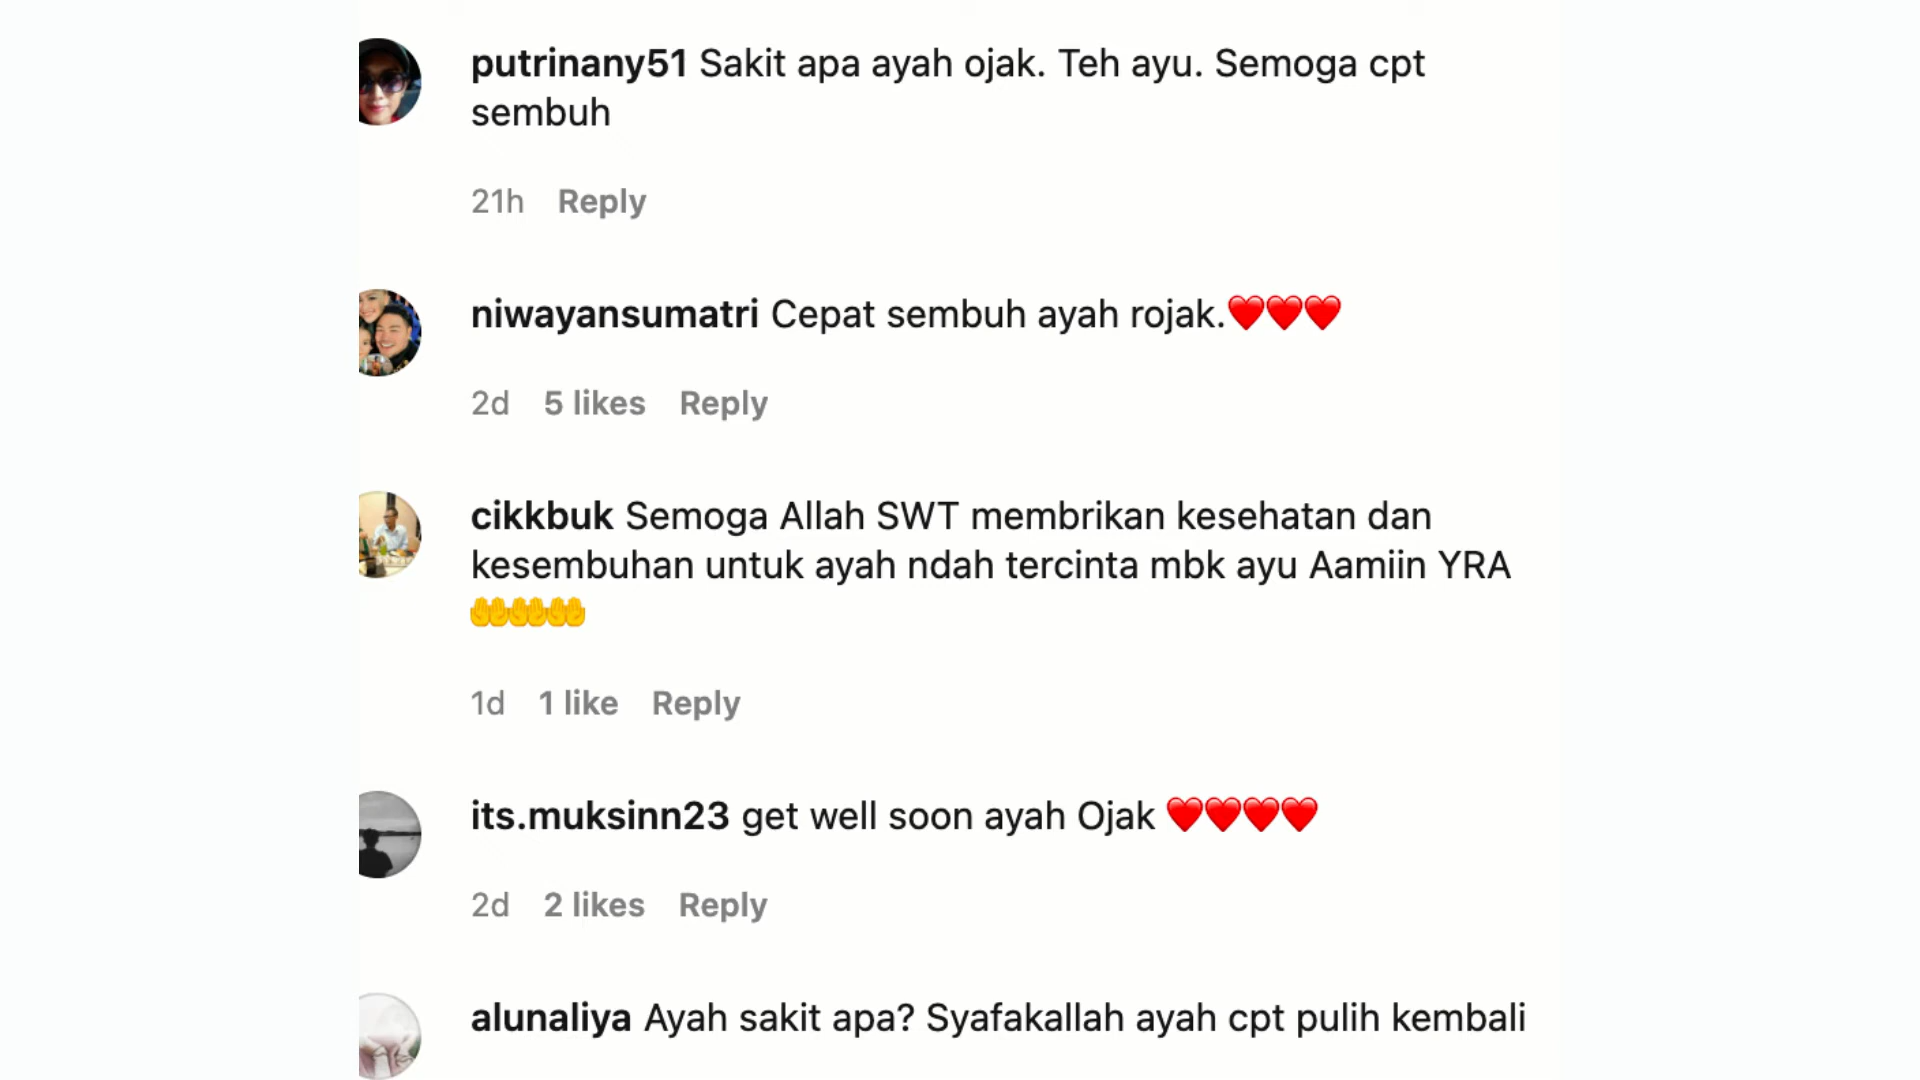 putrinany51 Sakit apa ayah ojak. Teh ayu. Semoga cpt
sembuh
21h Reply
niwayansumatri Cepat sembuh ayah rojak.❤️❤️❤️
2d 5 likes Reply
cikkbuk Semoga Allah SWT membrikan kesehatan dan
kesembuhan untuk ayah ndah tercinta mbk ayu Aamiin YRA
🤲🤲🤲
1d 1 like Reply
its.muksinn23 get well soon ayah Ojak ❤️❤️❤️❤️
2d 2 likes Reply
alunaliya Ayah sakit apa? Syafakallah ayah cpt pulih kembali